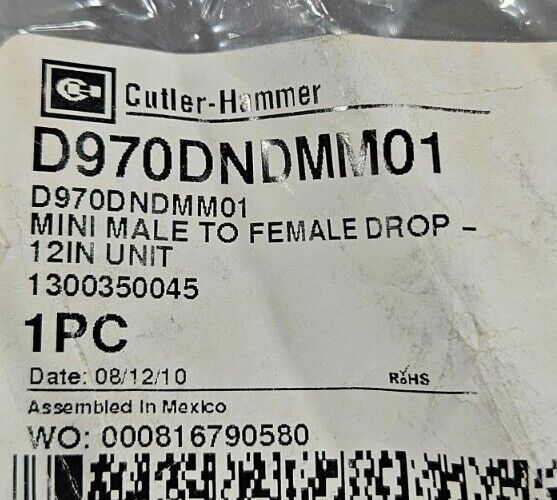 Cutler-Hammer
D970DNDMM01
D970DNDMM01
MINI MALE TO FEMALE DROP -
12IN UNIT
1300350045
1PC
Date: 08/12/10 RoHS
Assembled In Mexico
WO: 000816790580